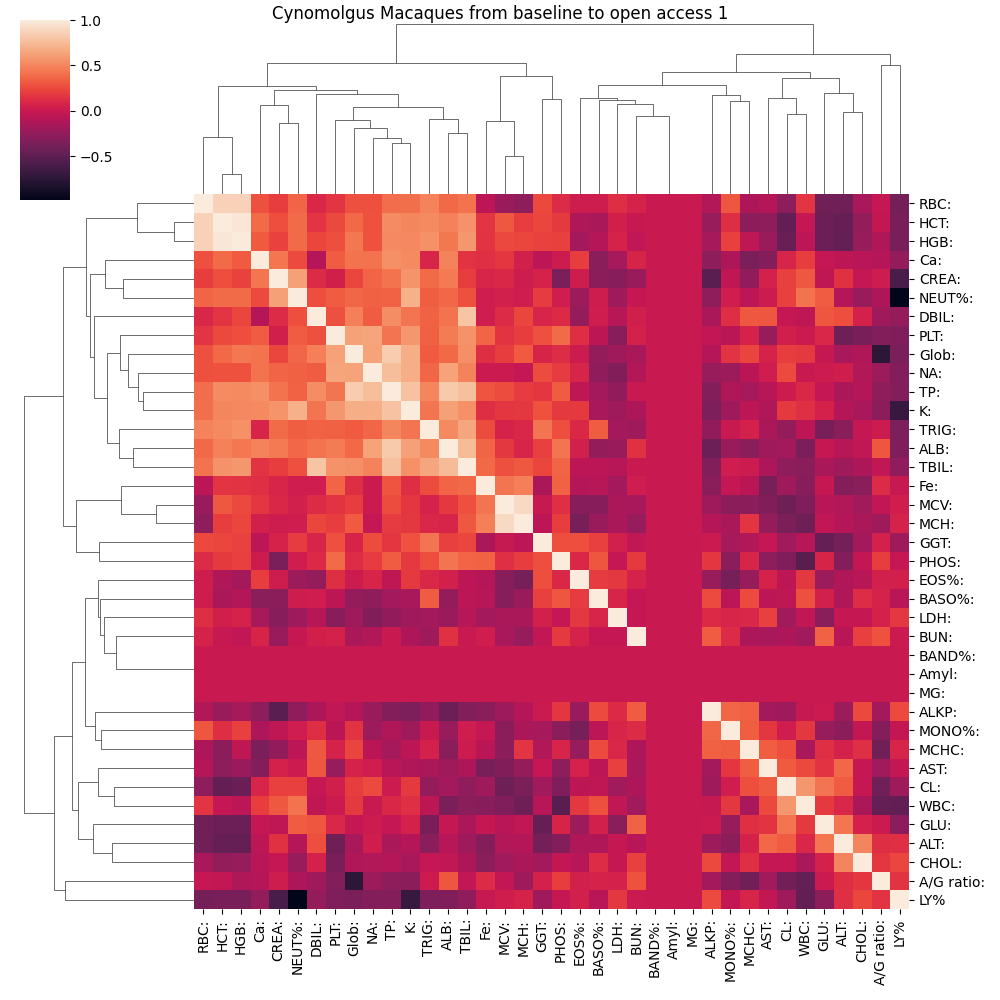 Cynomolgus Macaques from baseline to open access 1
1.0
0.5
0.0
−0.5
RBC:
HCT:
HGB:
Ca:
CREA:
NEUT%:
DBIL:
PLT:
Glob:
NA:
TP:
K:
TRIG:
ALB:
TBIL:
Fe:
MCV:
MCH:
GGT:
PHOS:
EOS%:
BASO%:
LDH:
BUN:
BAND%:
Amyl:
MG:
ALKP:
MONO%:
MCHC:
AST:
CL:
WBC:
GLU:
ALT:
CHOL:
A/G ratio:
LY%
RBC:
HCT:
HGB:
Ca:
CREA:
NEUT%:
DBIL:
PLT:
Glob:
NA:
TP:
K:
TRIG:
ALB:
TBIL:
Fe:
MCV:
MCH:
GGT:
PHOS:
EOS%:
BASO%:
LDH:
BUN:
BAND%:
Amyl:
MG:
ALKP:
MONO%:
MCHC:
AST:
CL:
WBC:
GLU:
ALT:
CHOL:
A/G ratio:
LY%